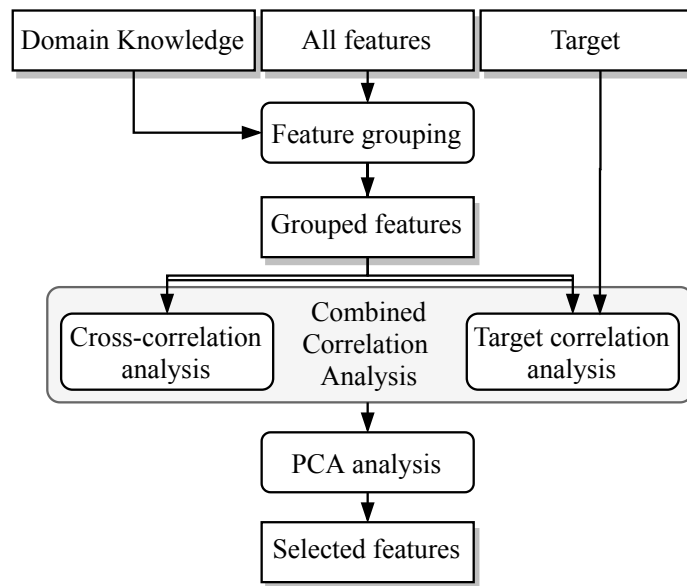 Domain Knowledge
All features
Target
Feature grouping
Grouped features
Cross-correlation
analysis
Combined
Correlation
Analysis
Target correlation
analysis
PCA analysis
Selected features